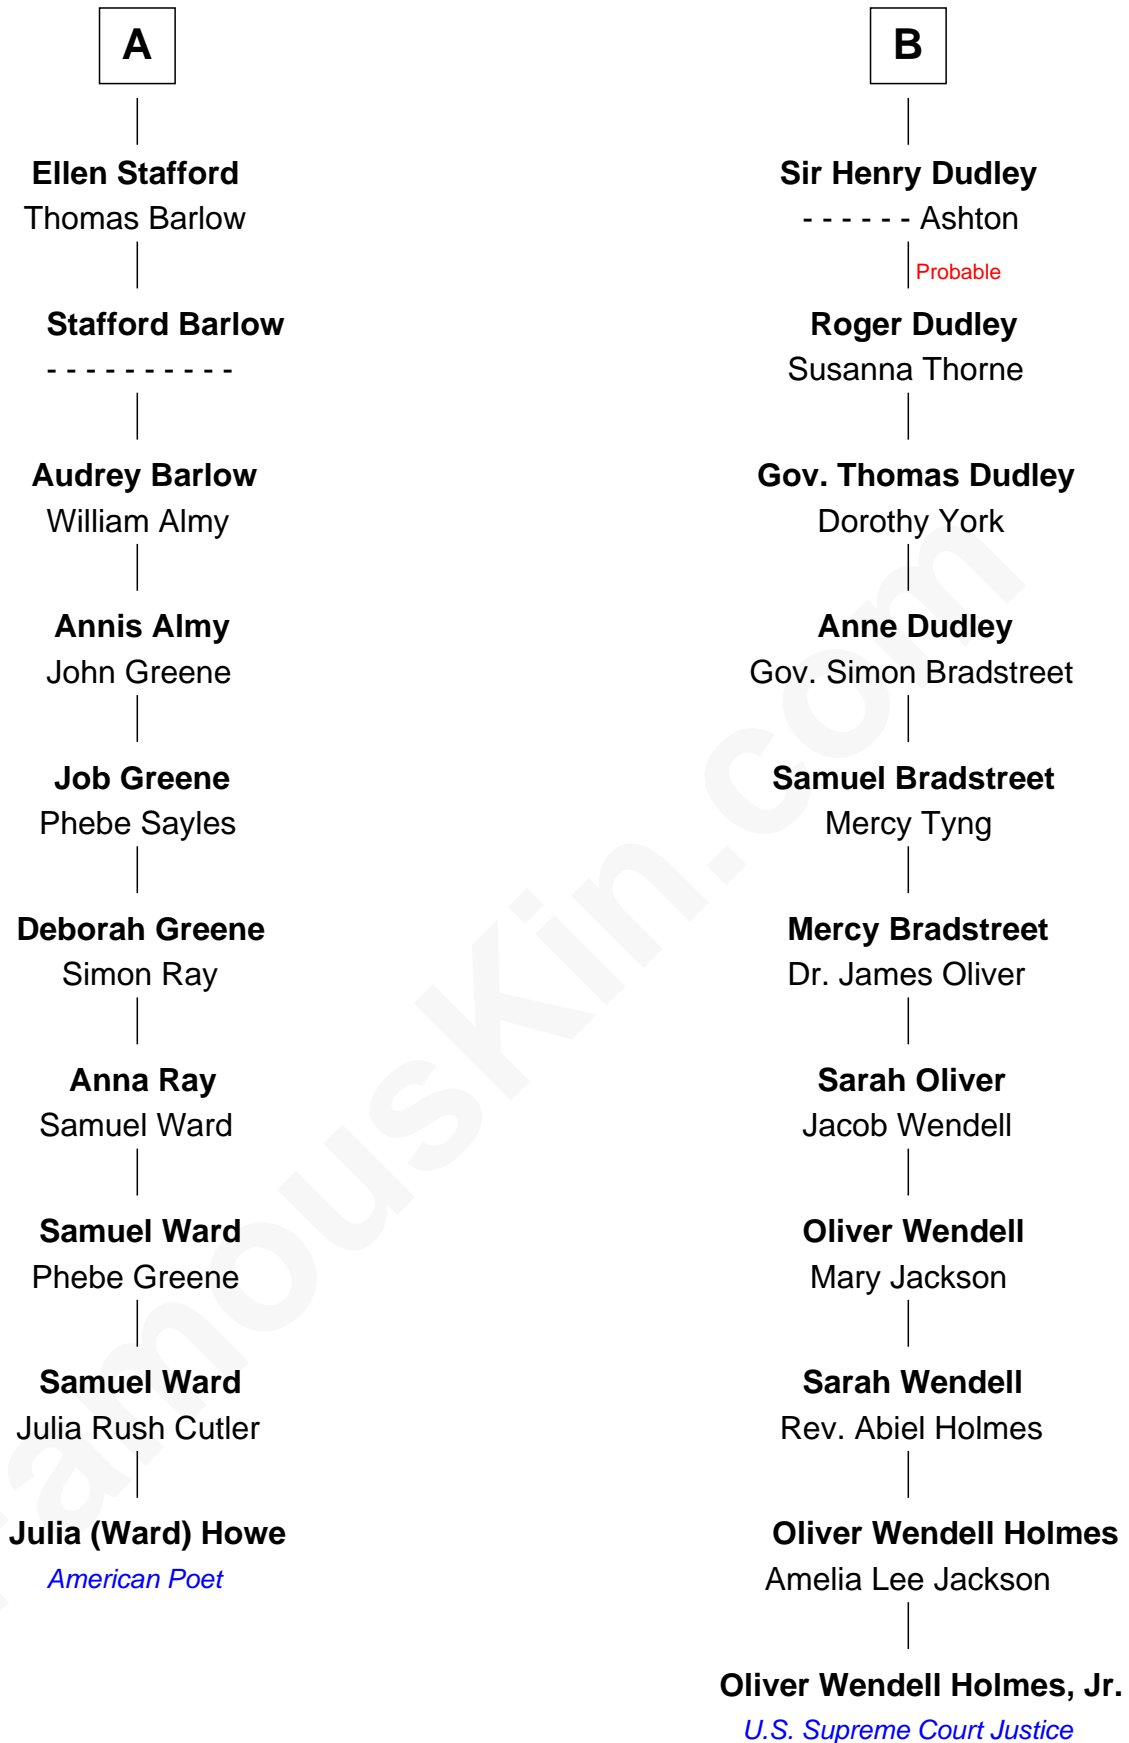 A
Ellen Stafford
Thomas Barlow
Stafford Barlow
- - - - - - - - - -
Audrey Barlow
William Almy
Annis Almy
John Greene
Job Greene
Phebe Sayles
Deborah Greene
Simon Ray
Anna Ray
Samuel Ward
Samuel Ward
Phebe Greene
Samuel Ward
Julia Rush Cutler
Julia (Ward) Howe
American Poet
B
Sir Henry Dudley
- - - - - - Ashton
Probable
Roger Dudley
Susanna Thorne
Gov. Thomas Dudley
Dorothy York
Anne Dudley
Gov. Simon Bradstreet
Samuel Bradstreet
Mercy Tyng
Mercy Bradstreet
Dr. James Oliver
Sarah Oliver
Jacob Wendell
Oliver Wendell
Mary Jackson
Sarah Wendell
Rev. Abiel Holmes
Oliver Wendell Holmes
Amelia Lee Jackson
Oliver Wendell Holmes, Jr.
U.S. Supreme Court Justice
FamousKin.com